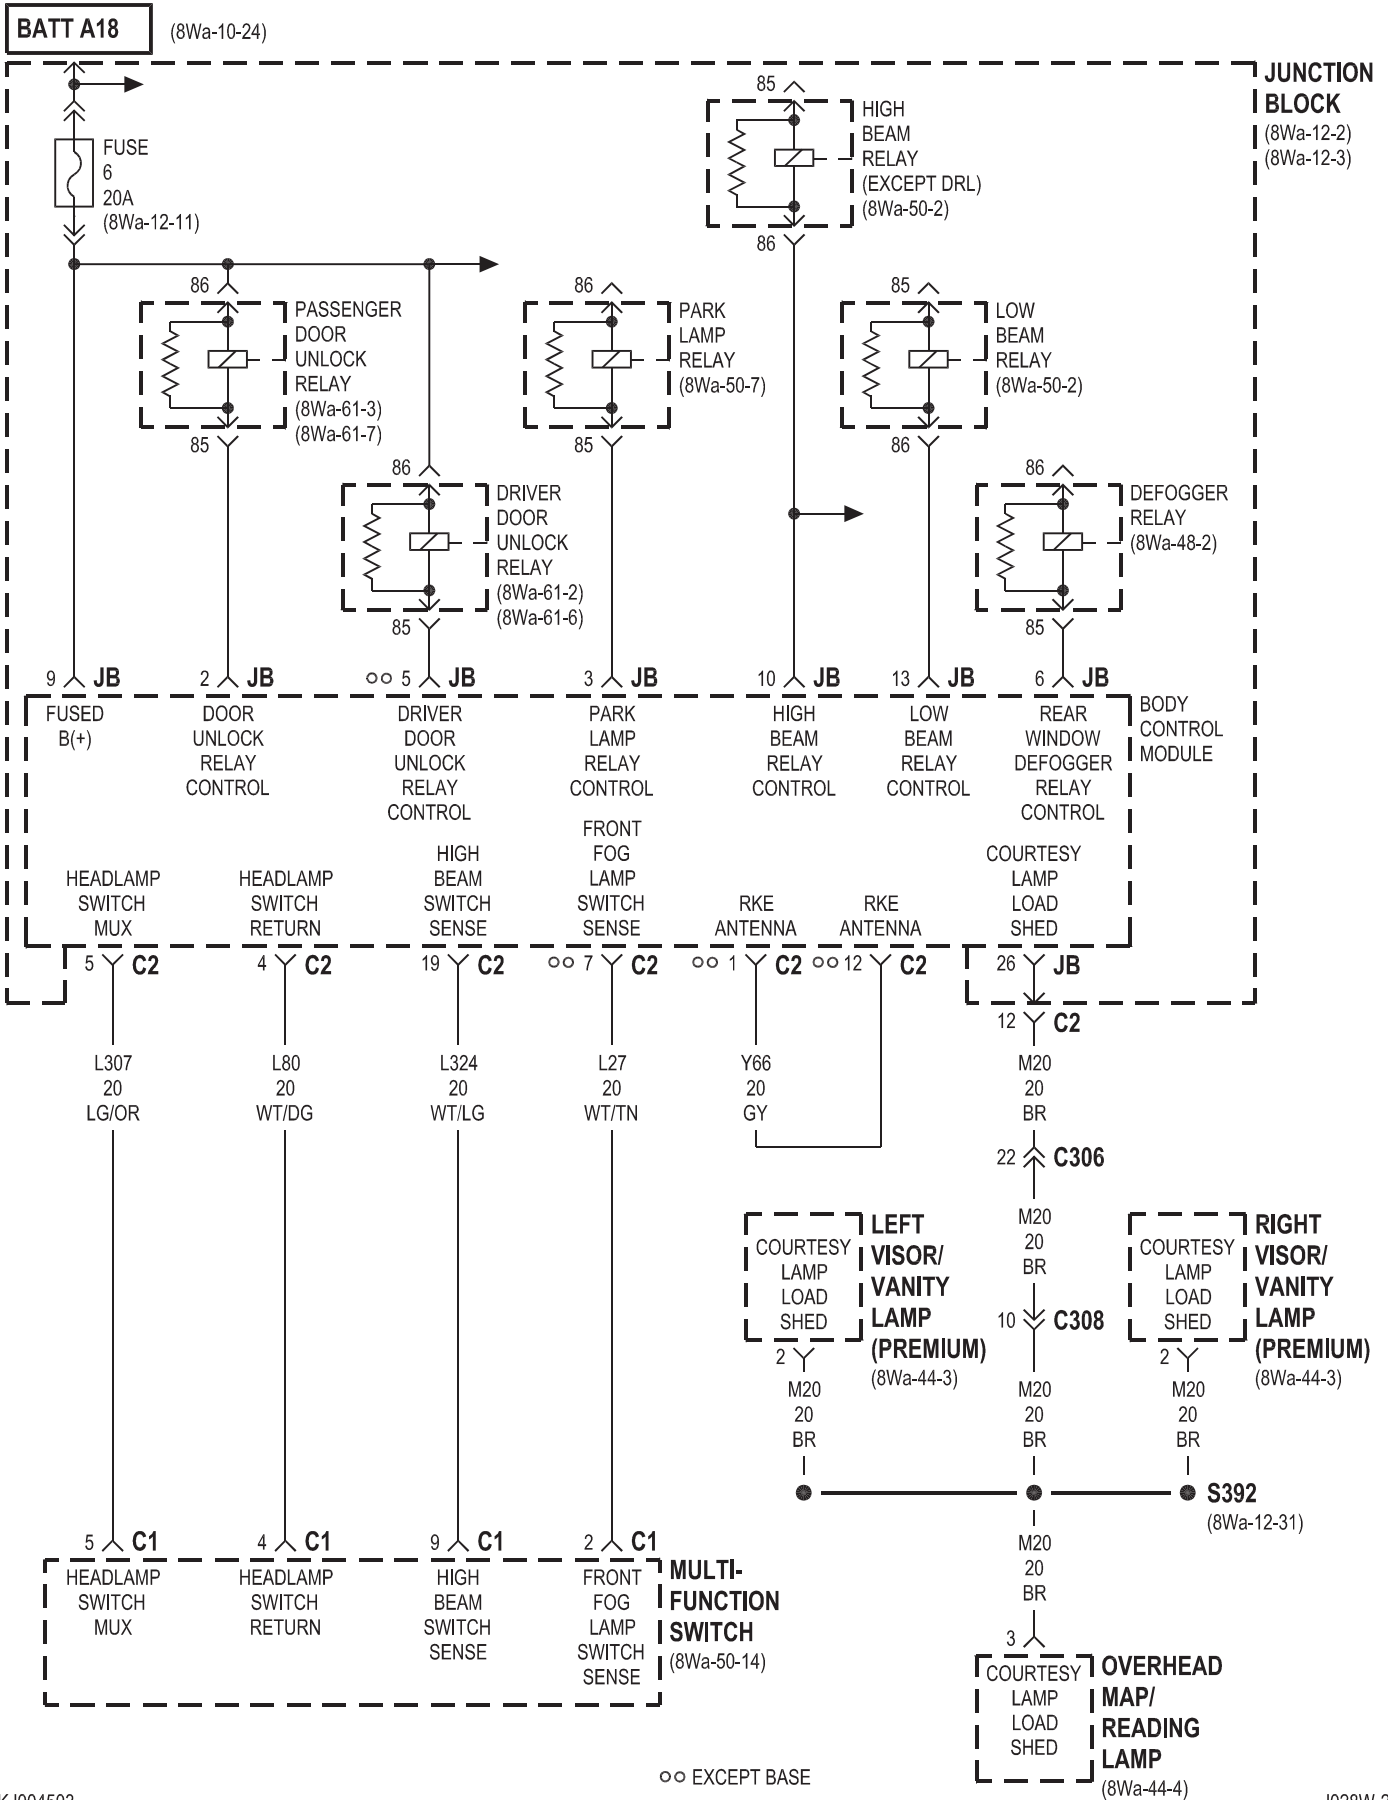 BATT A18
(8Wa-10-24)
JUNCTION
BLOCK
(8Wa-12-2)
(8Wa-12-3)
FUSE
6
20A
(8Wa-12-11)
85
HIGH
BEAM
RELAY
(EXCEPT DRL)
(8Wa-50-2)
86
86
PASSENGER
DOOR
UNLOCK
RELAY
(8Wa-61-3)
(8Wa-61-7)
85
86
PARK
LAMP
RELAY
(8Wa-50-7)
85
85
LOW
BEAM
RELAY
(8Wa-50-2)
86
86
DRIVER
DOOR
UNLOCK
RELAY
(8Wa-61-2)
(8Wa-61-6)
85
86
DEFOGGER
RELAY
(8Wa-48-2)
85
9 JB
2 JB
5 JB
3 JB
10 JB
13 JB
6 JB
FUSED
B(+)
DOOR
UNLOCK
RELAY
CONTROL
DRIVER
DOOR
UNLOCK
RELAY
CONTROL
PARK
LAMP
RELAY
CONTROL
HIGH
BEAM
RELAY
CONTROL
LOW
BEAM
RELAY
CONTROL
REAR
WINDOW
DEFOGGER
RELAY
CONTROL
BODY
CONTROL
MODULE
HEADLAMP
SWITCH
MUX
HEADLAMP
SWITCH
RETURN
HIGH
BEAM
SWITCH
SENSE
FRONT
FOG
LAMP
SWITCH
SENSE
RKE
ANTENNA
RKE
ANTENNA
COURTESY
LAMP
LOAD
SHED
5 C2
4 C2
19 C2
7 C2
1 C2
12 C2
26 JB
12 C2
L307
20
LG/OR
L80
20
WT/DG
L324
20
WT/LG
L27
20
WT/TN
Y66
20
GY
M20
20
BR
22 C306
M20
20
BR
10 C308
COURTESY
LAMP
LOAD
SHED
LEFT
VISOR/
VANITY
LAMP
(PREMIUM)
(8Wa-44-3)
2
M20
20
BR
M20
20
BR
COURTESY
LAMP
LOAD
SHED
RIGHT
VISOR/
VANITY
LAMP
(PREMIUM)
(8Wa-44-3)
2
M20
20
BR
S392
(8Wa-12-31)
M20
20
BR
5 C1
4 C1
9 C1
2 C1
HEADLAMP
SWITCH
MUX
HEADLAMP
SWITCH
RETURN
HIGH
BEAM
SWITCH
SENSE
FRONT
FOG
LAMP
SWITCH
SENSE
MULTI-
FUNCTION
SWITCH
(8Wa-50-14)
3
COURTESY
LAMP
LOAD
SHED
OVERHEAD
MAP/
READING
LAMP
(8Wa-44-4)
EXCEPT BASE